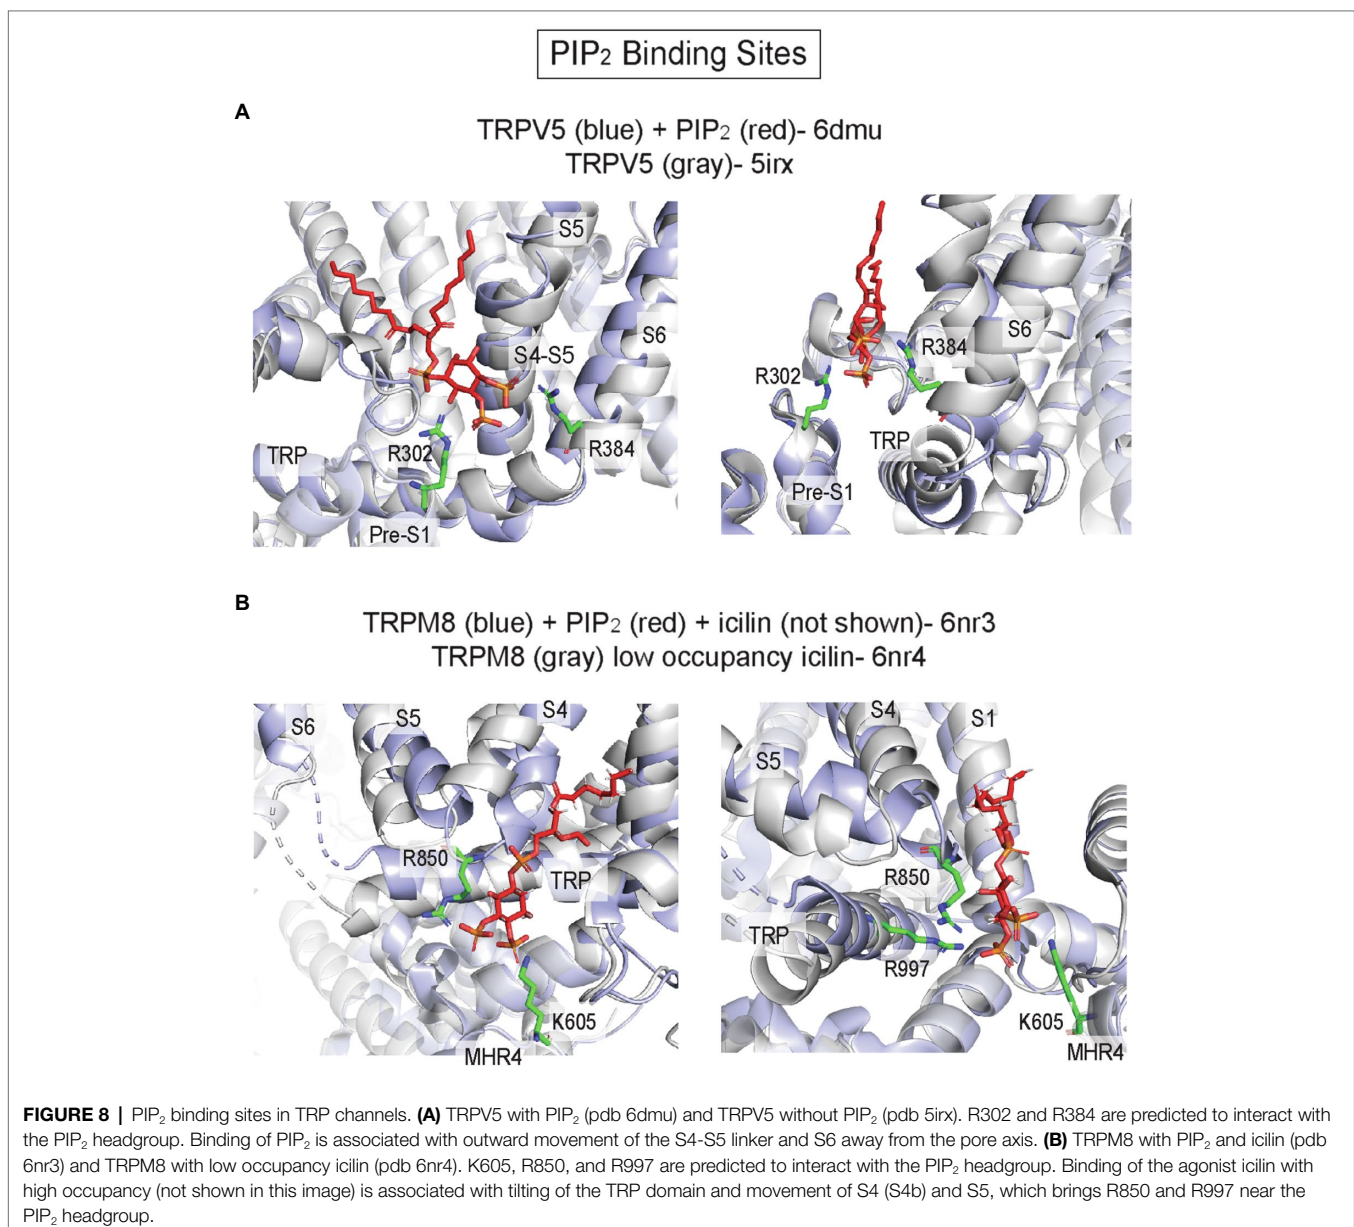 PIP₂ Binding Sites
A
TRPV5 (blue) + PIP₂ (red)- 6dmu
TRPV5 (gray)- 5irx
S5
S6
S4-S5
R302
R384
TRP
Pre-S1
R384
S6
R302
TRP
Pre-S1
B
TRPM8 (blue) + PIP₂ (red) + icilin (not shown)- 6nr3
TRPM8 (gray) low occupancy icilin- 6nr4
S6
S5
S4
R850
TRP
K605
MHR4
S4
S1
S5
R850
TRP
R997
K605
MHR4
FIGURE 8 | PIP₂ binding sites in TRP channels. (A) TRPV5 with PIP₂ (pdb 6dmu) and TRPV5 without PIP₂ (pdb 5irx). R302 and R384 are predicted to interact with
the PIP₂ headgroup. Binding of PIP₂ is associated with outward movement of the S4-S5 linker and S6 away from the pore axis. (B) TRPM8 with PIP₂ and icilin (pdb
6nr3) and TRPM8 with low occupancy icilin (pdb 6nr4). K605, R850, and R997 are predicted to interact with the PIP₂ headgroup. Binding of the agonist icilin with
high occupancy (not shown in this image) is associated with tilting of the TRP domain and movement of S4 (S4b) and S5, which brings R850 and R997 near the
PIP₂ headgroup.